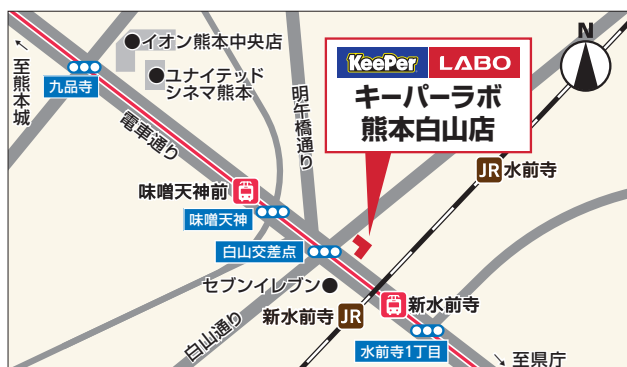 イオン熊本中央店
ユナイテッド
シネマ熊本
至熊本城
九品寺
電車通り
明午橋通り
KeePer LABO
キーパーラボ
熊本白山店
N
JR 水前寺
味噌天神前
味噌天神
白山交差点
セブンイレブン
新水前寺
新水前寺 JR
白山通り
水前寺1丁目
至県庁